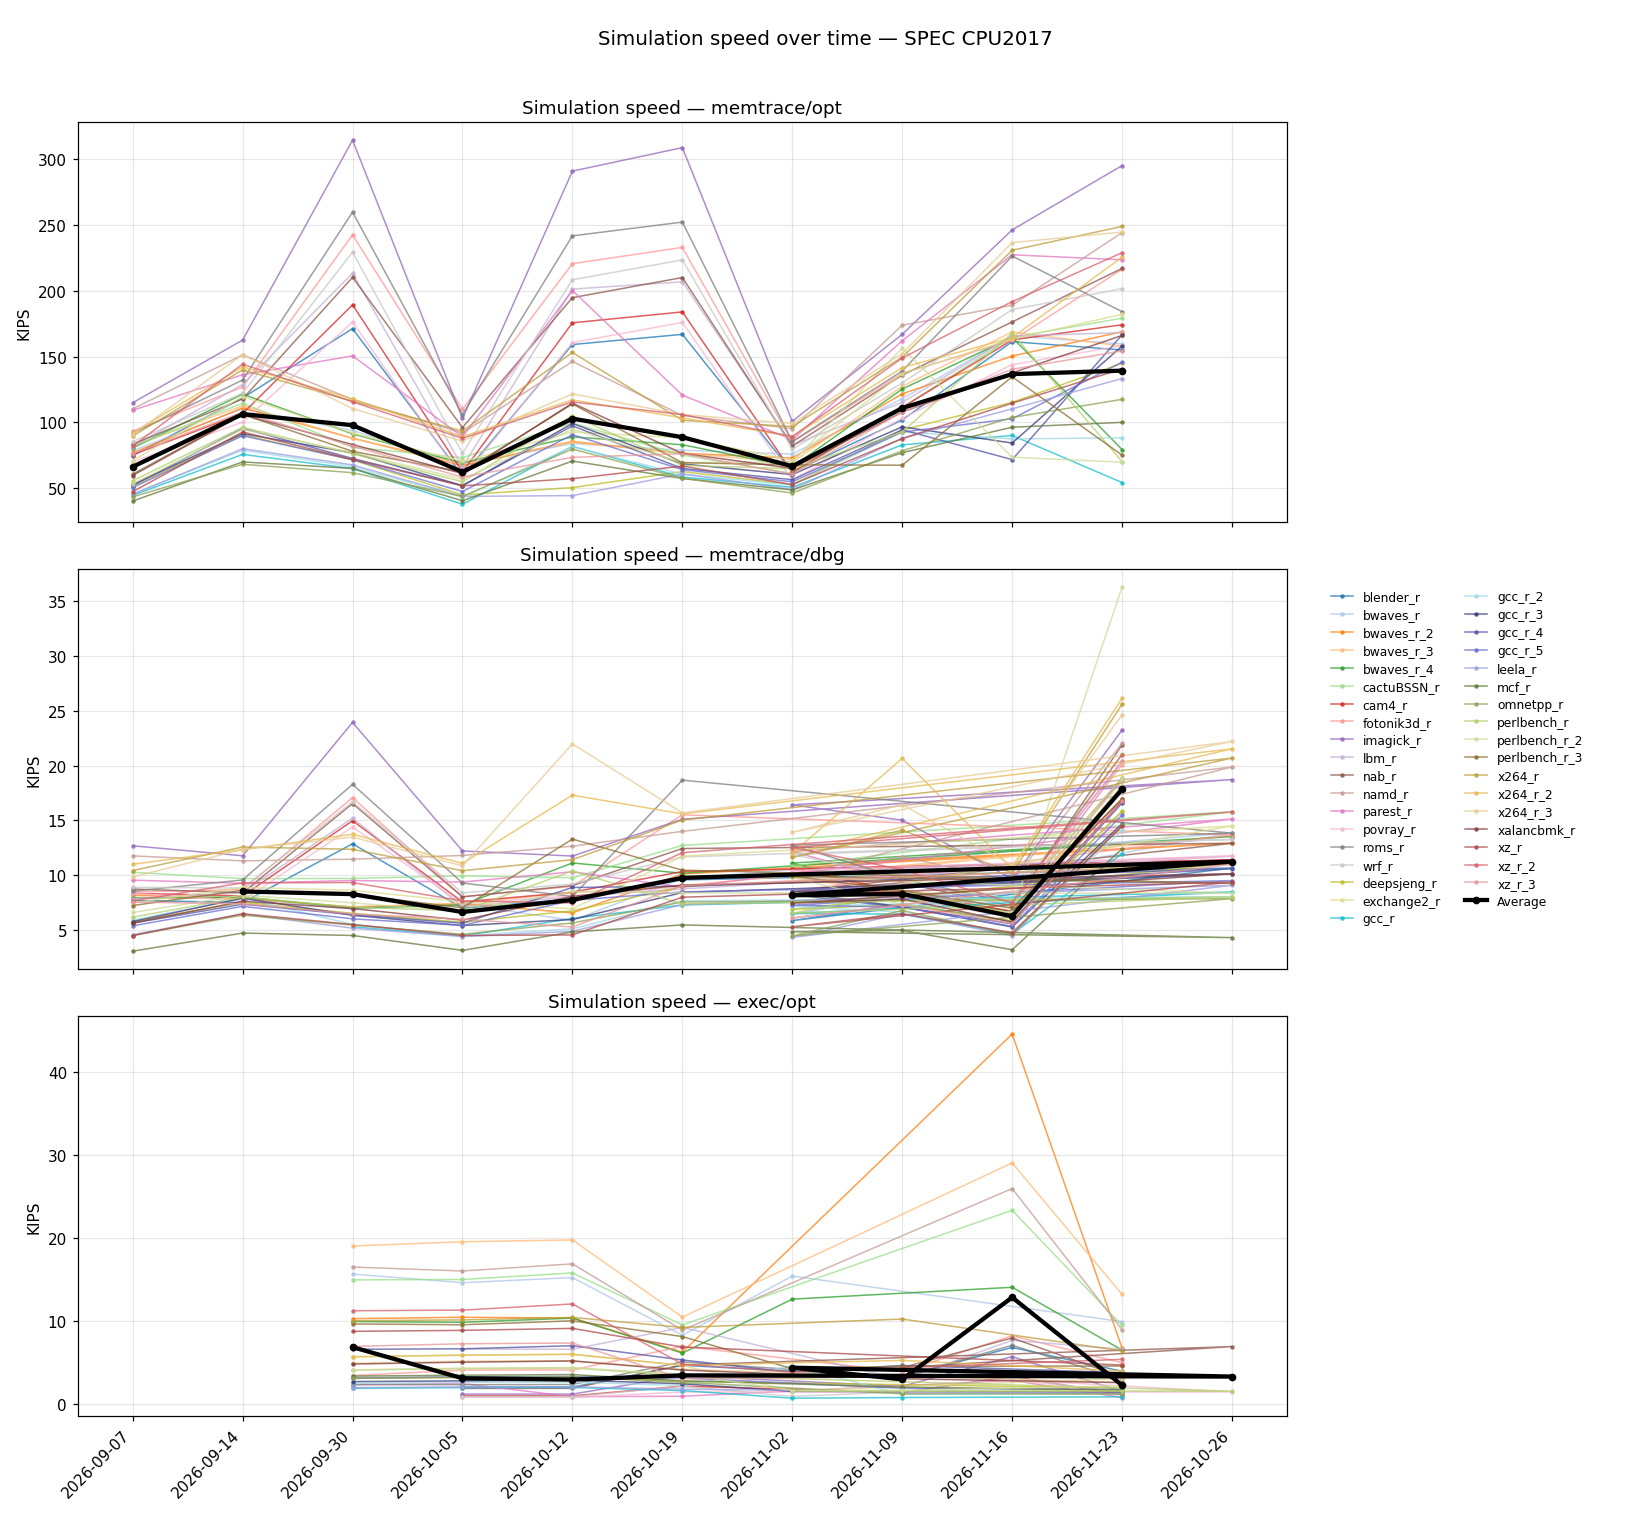 Simulation speed over time — SPEC CPU2017
Simulation speed — memtrace/opt
KIPS
300
250
200
150
100
50
Simulation speed — memtrace/dbg
KIPS
35
30
25
20
15
10
5
blender_r
bwaves_r
bwaves_r_2
bwaves_r_3
bwaves_r_4
cactuBSSN_r
cam4_r
fotonik3d_r
imagick_r
lbm_r
nab_r
namd_r
parest_r
povray_r
roms_r
wrf_r
deepsjeng_r
exchange2_r
gcc_r
gcc_r_2
gcc_r_3
gcc_r_4
gcc_r_5
leela_r
mcf_r
omnetpp_r
perlbench_r
perlbench_r_2
perlbench_r_3
x264_r
x264_r_2
x264_r_3
xalancbmk_r
xz_r
xz_r_2
xz_r_3
Average
Simulation speed — exec/opt
KIPS
40
30
20
10
0
2026-09-07
2026-09-14
2026-09-30
2026-10-05
2026-10-12
2026-10-19
2026-11-02
2026-11-09
2026-11-16
2026-11-23
2026-10-26